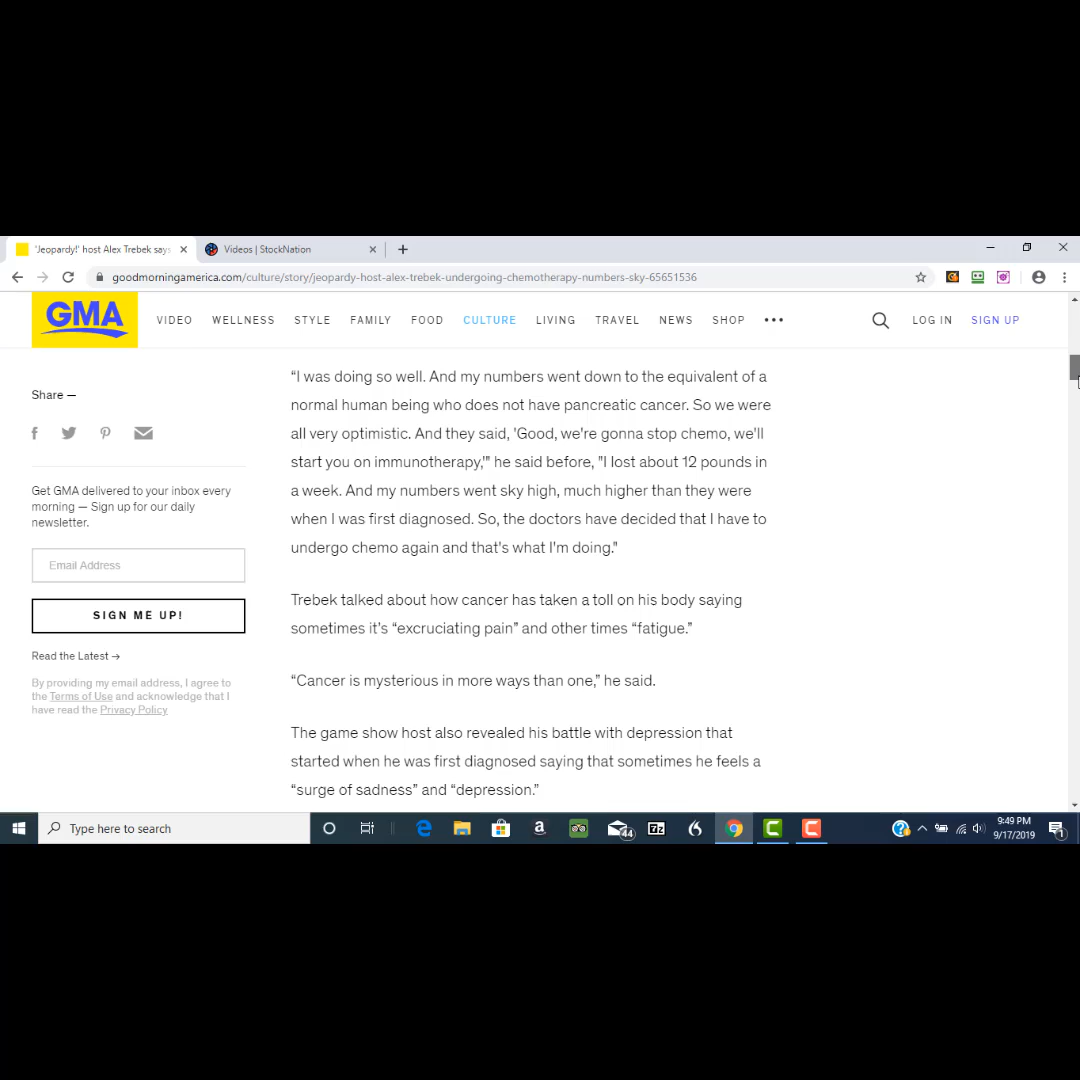 'Jeopardy!' host Alex Trebek says
Videos | StockNation
goodmorningamerica.com/culture/story/jeopardy-host-alex-trebek-undergoing-chemotherapy-numbers-sky-65651536
GMA
VIDEO WELLNESS STYLE FAMILY FOOD CULTURE LIVING TRAVEL NEWS SHOP •••
LOG IN SIGN UP
Share —
Get GMA delivered to your inbox every
morning — Sign up for our daily
newsletter.
Email Address
SIGN ME UP!
Read the Latest →
By providing my email address, I agree to
the Terms of Use and acknowledge that I
have read the Privacy Policy
“I was doing so well. And my numbers went down to the equivalent of a
normal human being who does not have pancreatic cancer. So we were
all very optimistic. And they said, 'Good, we're gonna stop chemo, we'll
start you on immunotherapy,'" he said before, "I lost about 12 pounds in
a week. And my numbers went sky high, much higher than they were
when I was first diagnosed. So, the doctors have decided that I have to
undergo chemo again and that's what I'm doing."
Trebek talked about how cancer has taken a toll on his body saying
sometimes it's “excruciating pain” and other times “fatigue.”
“Cancer is mysterious in more ways than one,” he said.
The game show host also revealed his battle with depression that
started when he was first diagnosed saying that sometimes he feels a
“surge of sadness” and “depression.”
Type here to search
a
44
7Z
9:49 PM
9/17/2019
1